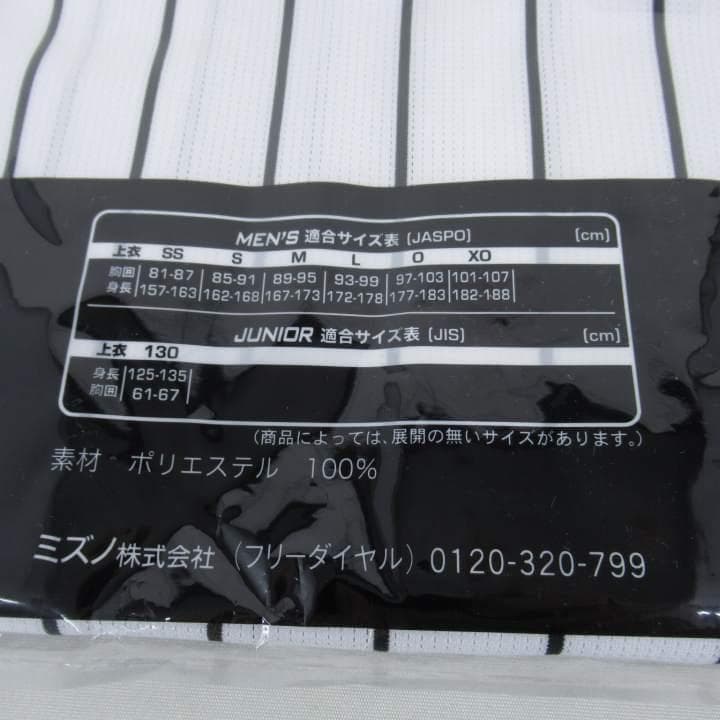 MEN'S 適合サイズ表 [JASPO] [cm]
上衣 SS S M L O XO
胸囲 81-87 85-91 89-95 93-99 97-103 101-107
身長 157-163 162-168 167-173 172-178 177-183 182-188
JUNIOR 適合サイズ表 [JIS] [cm]
上衣 130
身長 125-135
胸囲 61-67
(商品によっては、展開の無いサイズがあります。)
素材 ポリエステル 100%
ミズノ株式会社 (フリーダイヤル) 0120-320-799